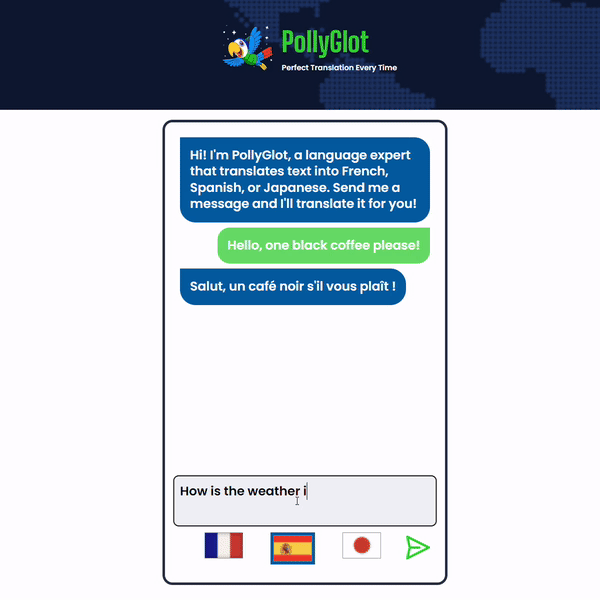 PollyGlot
Perfect Translation Every Time
Hi! I'm PollyGlot, a language expert
that translates text into French,
Spanish, or Japanese. Send me a
message and I'll translate it for you!
Hello, one black coffee please!
Salut, un café noir s'il vous plaît !
How is the weather i